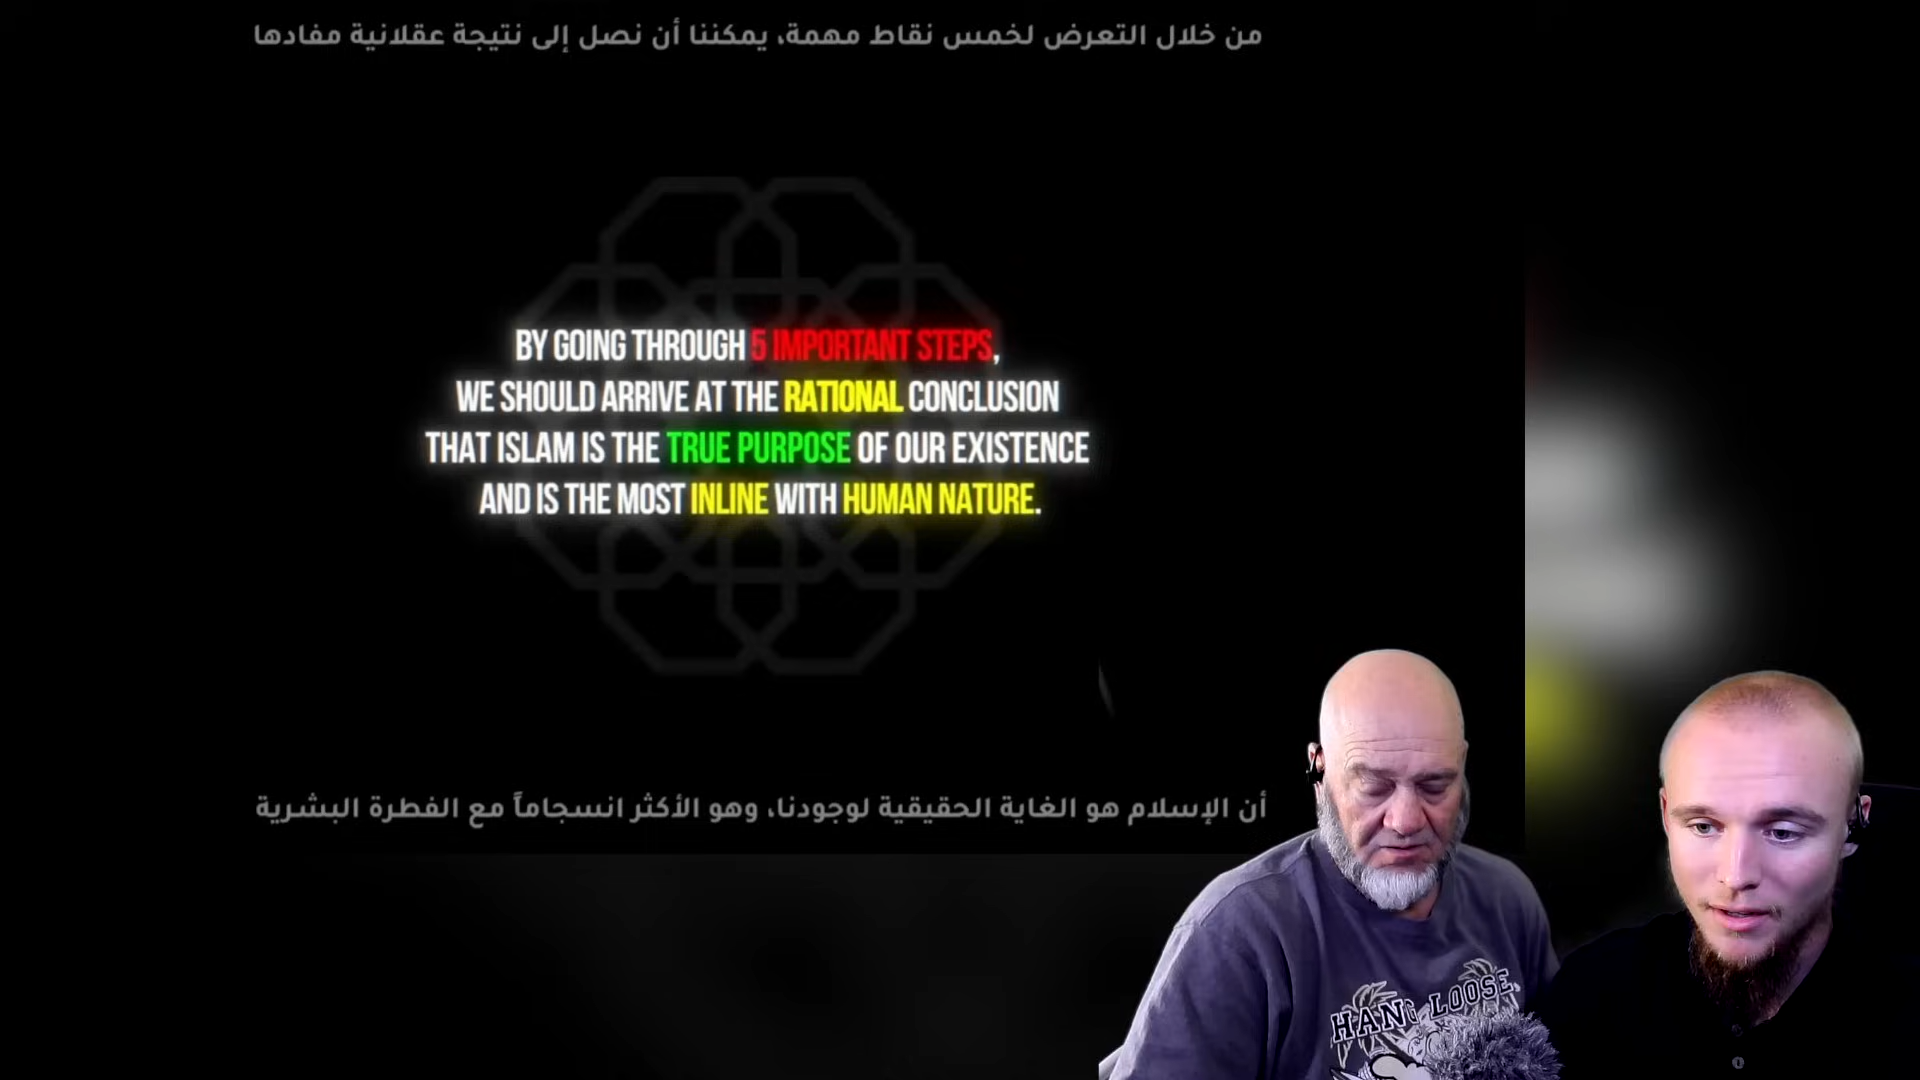 من خلال التعرض لخمس نقاط مهمة، يمكننا أن نصل إلى نتيجة عقلانية مفادها
BY GOING THROUGH 5 IMPORTANT STEPS,
WE SHOULD ARRIVE AT THE RATIONAL CONCLUSION
THAT ISLAM IS THE TRUE PURPOSE OF OUR EXISTENCE
AND IS THE MOST INLINE WITH HUMAN NATURE.
أن الإسلام هو الغاية الحقيقية لوجودنا، وهو الأكثر انسجاماً مع الفطرة البشرية
HANG LOOSE